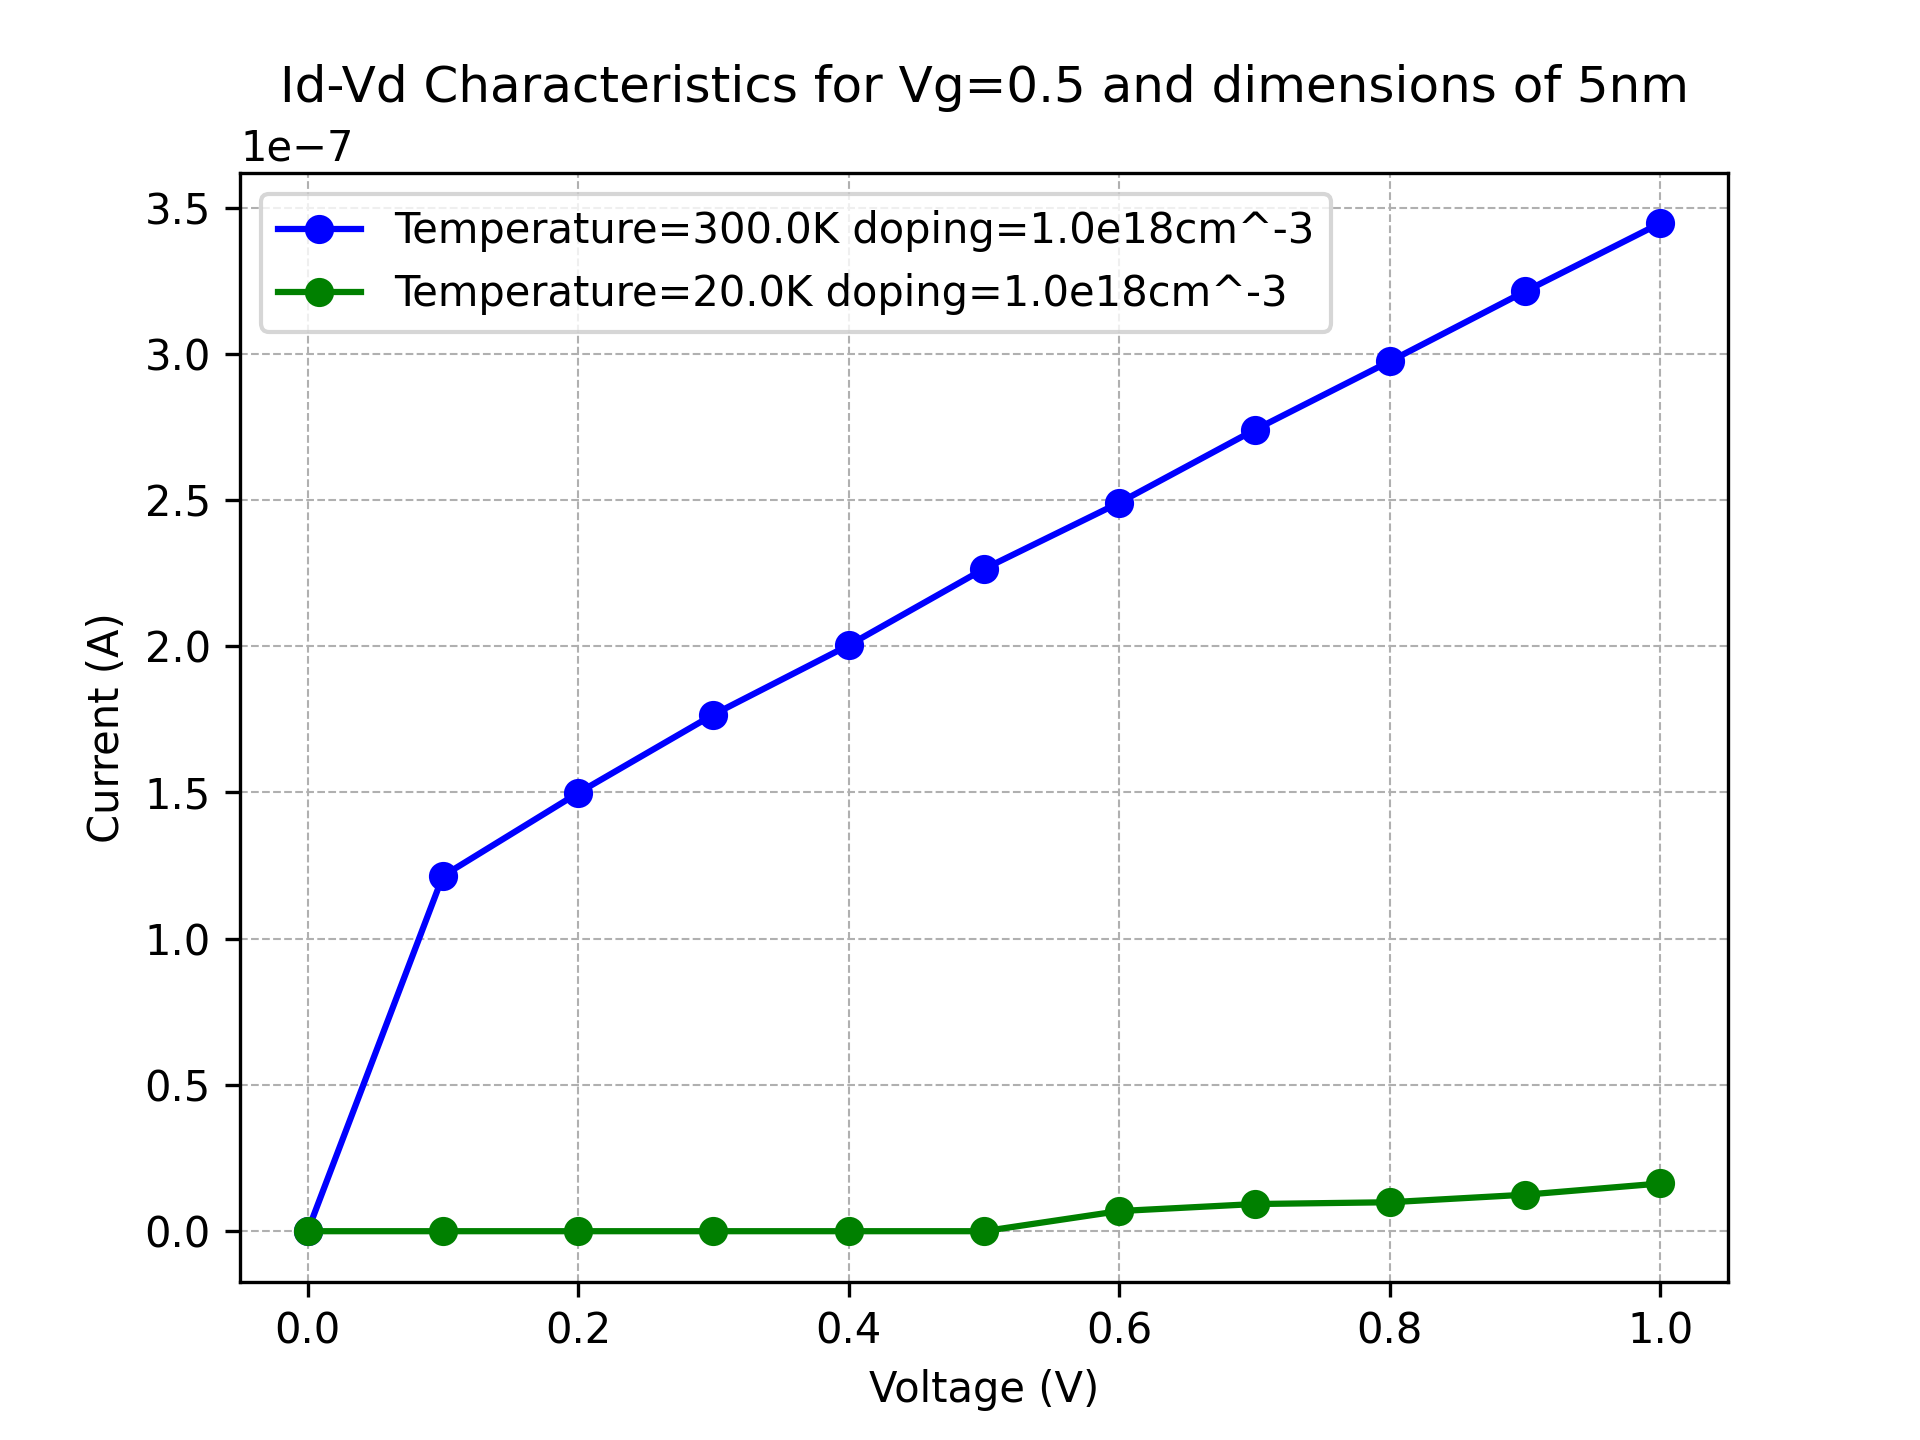 Id-Vd Characteristics for Vg=0.5 and dimensions of 5nm
1e−7
Temperature=300.0K doping=1.0e18cm^-3
Temperature=20.0K doping=1.0e18cm^-3
3.5
3.0
2.5
2.0
1.5
1.0
0.5
0.0
Current (A)
0.0 0.2 0.4 0.6 0.8 1.0
Voltage (V)